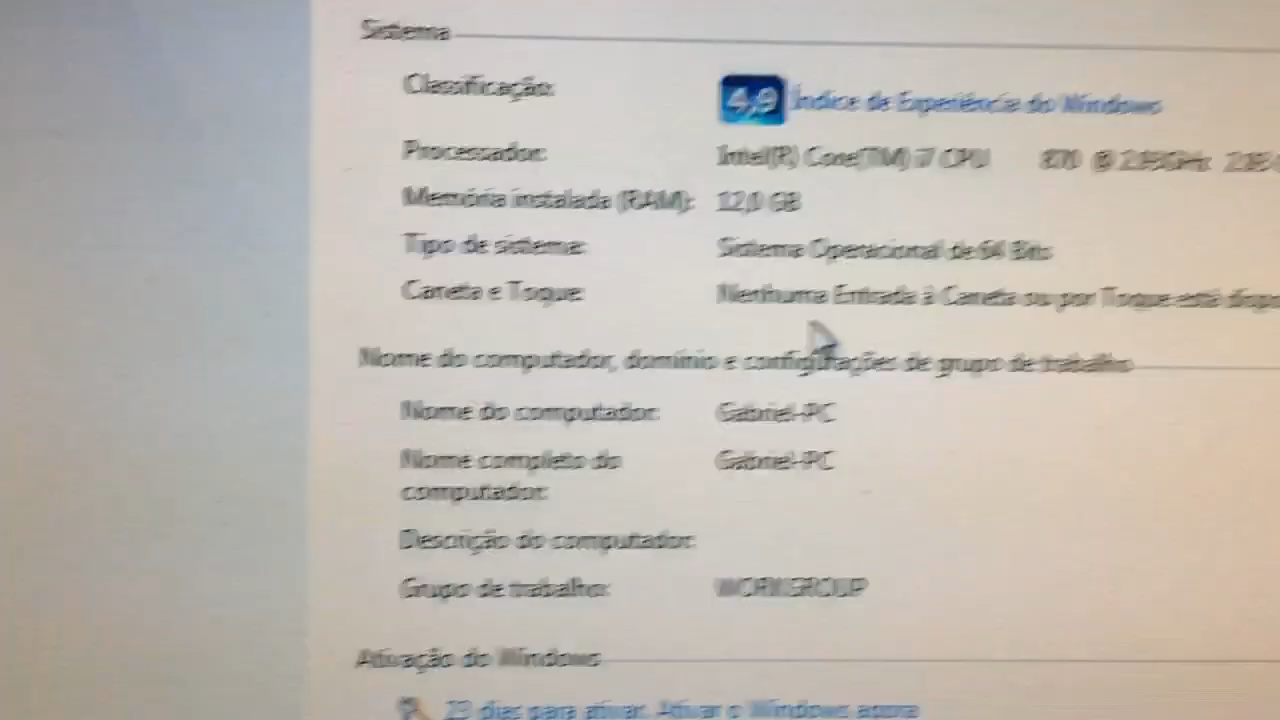 Sistema
Classificação:
4,9 Índice de Experiência do Windows
Processador: Intel(R) Core(TM) i7 CPU 870 @ 2.93GHz 2.93
Memória instalada (RAM): 12,0 GB
Tipo de sistema: Sistema Operacional de 64 Bits
Caneta e Toque: Nenhuma Entrada à Caneta ou por Toque está
Nome do computador, domínio e configurações de grupo de trabalho
Nome do computador: Gabriel-PC
Nome completo do computador: Gabriel-PC
Descrição do computador:
Grupo de trabalho: WORKGROUP
Ativação do Windows
dias para ativar. Ativar o Windows agora